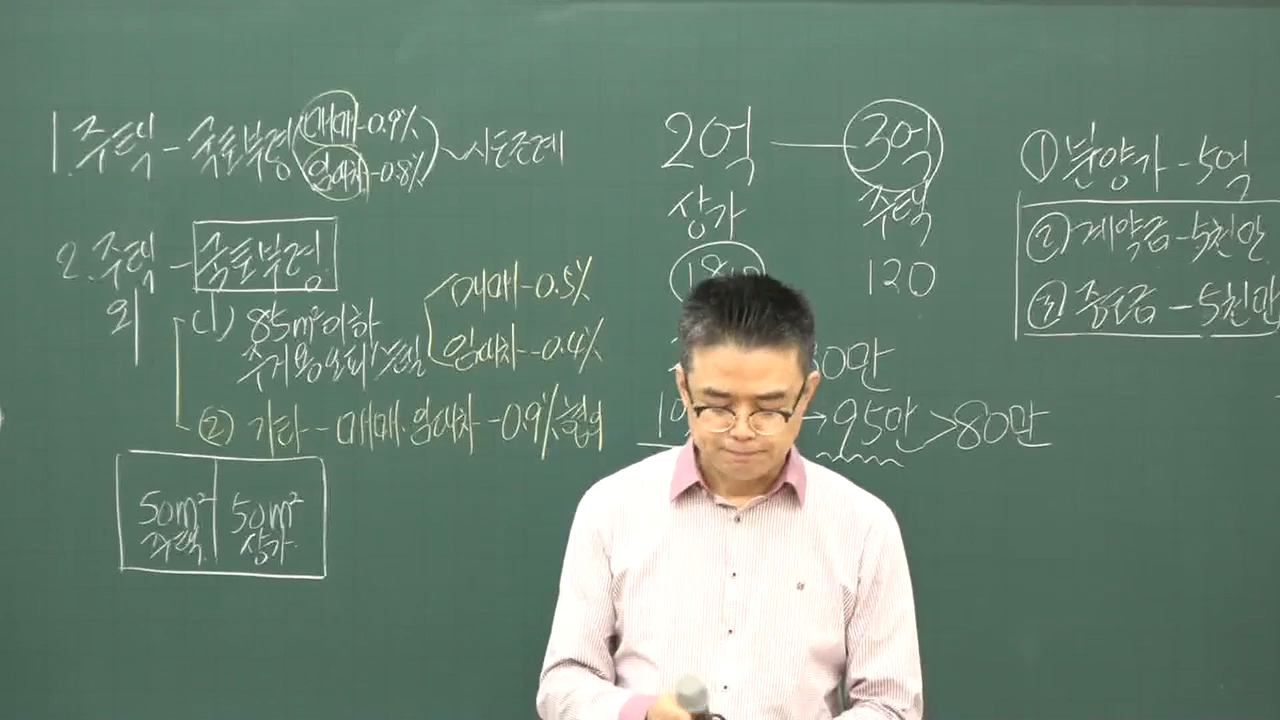 1. 주택 - 국토부령 (매매-0.9%
임대차-0.8%) ~시·도조례
2. 주택 - 국토부령
외
(1) 85m² 이하
주거용오피스텔
매매-0.5%
임대차-0.4%
(2) 기타 - 매매·임대차-0.9%
50m²
주택
50m²
상가
2억 — 3억
상가 주택
120
→95만>80만
① 분양가 - 5억
② 계약금 - 5천만
③ 중도금 - 5천만